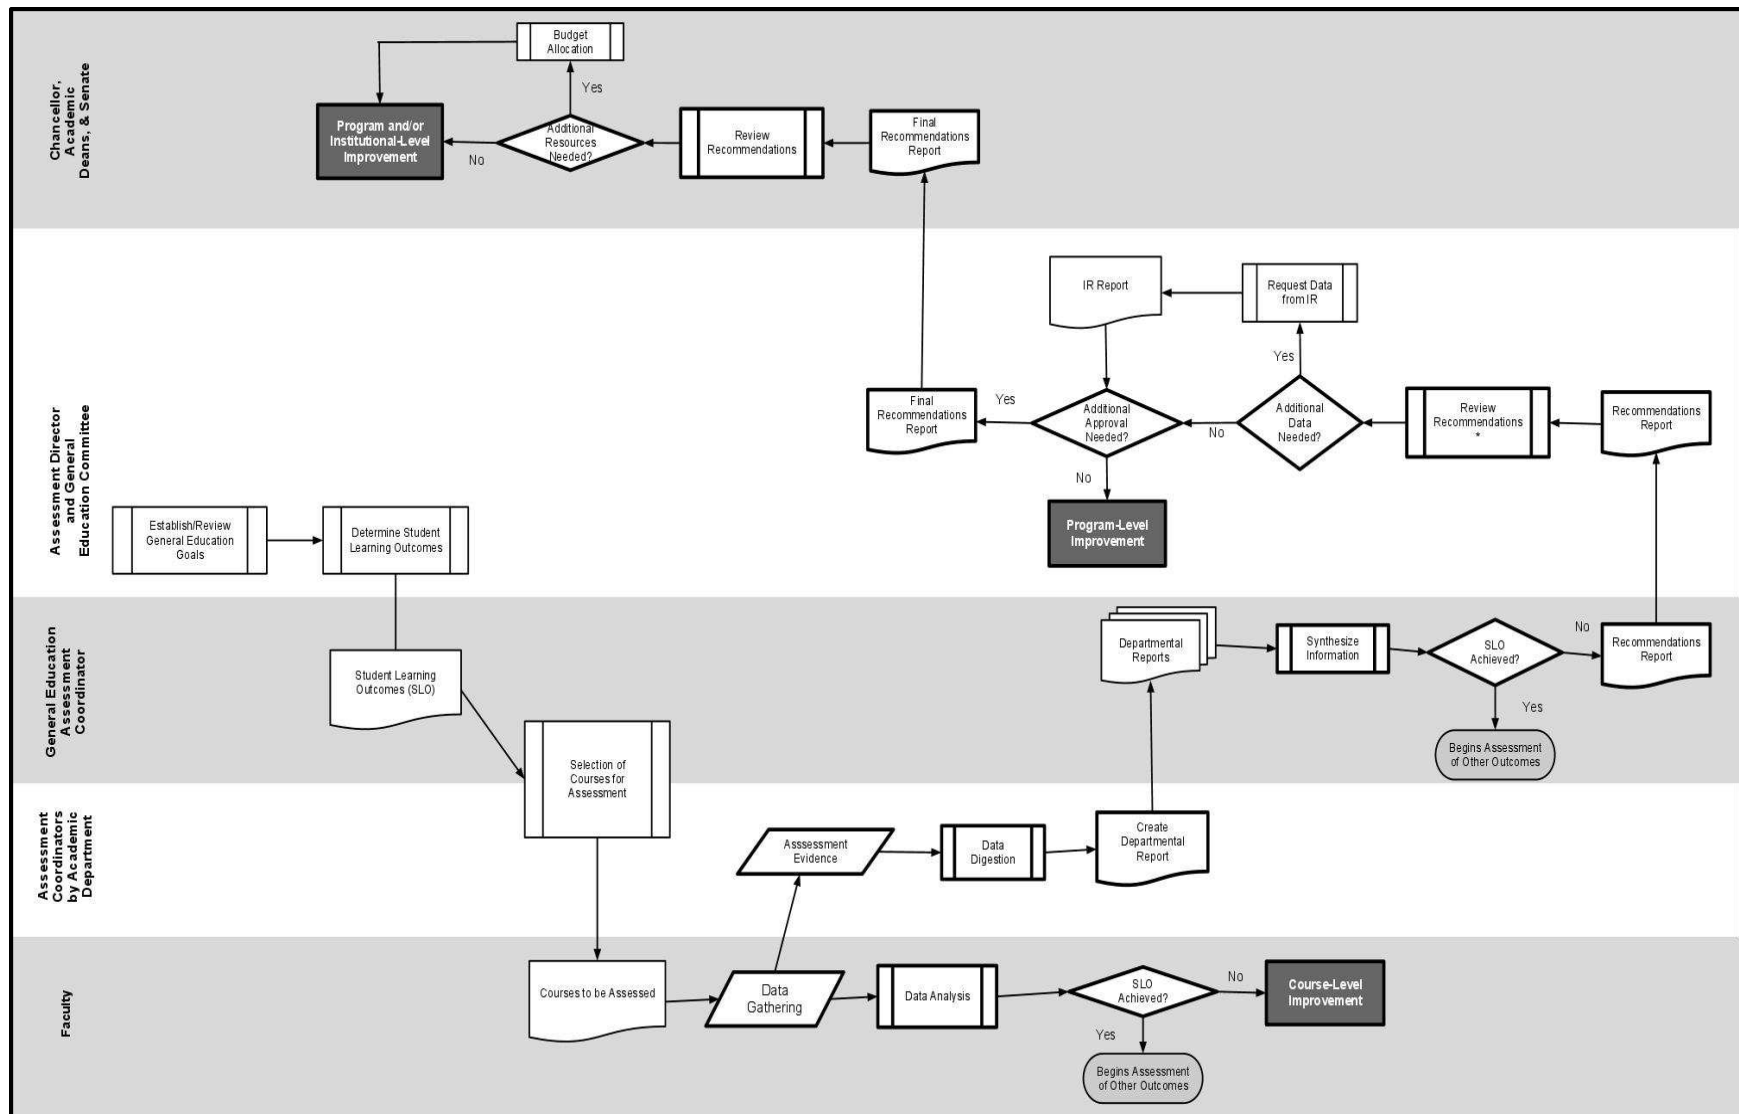 Chancellor,
Academic
Deans, & Senate
Budget
Allocation
Yes
Program and/or
Institutional-Level
Improvement
No
Additional
Resources
Needed?
Review
Recommendations
Final
Recommendations
Report
Assessment Director
and General
Education Committee
IR Report
Request Data
from IR
Yes
Final
Recommendations
Report
Yes
Additional
Approval
Needed?
No
Additional
Data
Needed?
Review
Recommendations
*
Recommendations
Report
No
Program-Level
Improvement
Establish/Review
General Education
Goals
Determine Student
Learning Outcomes
General Education
Assessment
Coordinator
Student Learning
Outcomes (SLO)
Departmental
Reports
Synthesize
Information
SLO
Achieved?
No
Recommendations
Report
Yes
Begins Assessment
of Other Outcomes
Selection of
Courses for
Assessment
Assessment
Coordinators
by Academic
Department
Asssessment
Evidence
Data
Digestion
Create
Departmental
Report
Faculty
Courses to be Assessed
Data
Gathering
Data Analysis
SLO
Achieved?
No
Course-Level
Improvement
Yes
Begins Assessment
of Other Outcomes